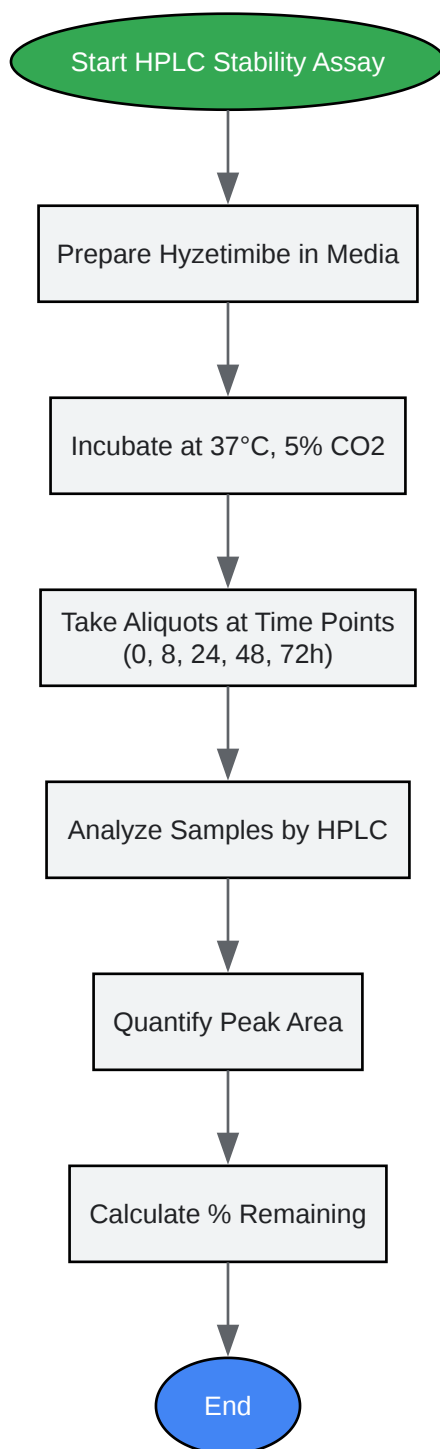 Start HPLC Stability Assay
Prepare Hyzetimibe in Media
Incubate at 37°C, 5% CO2
Take Aliquots at Time Points
(0, 8, 24, 48, 72h)
Analyze Samples by HPLC
Quantify Peak Area
Calculate % Remaining
End